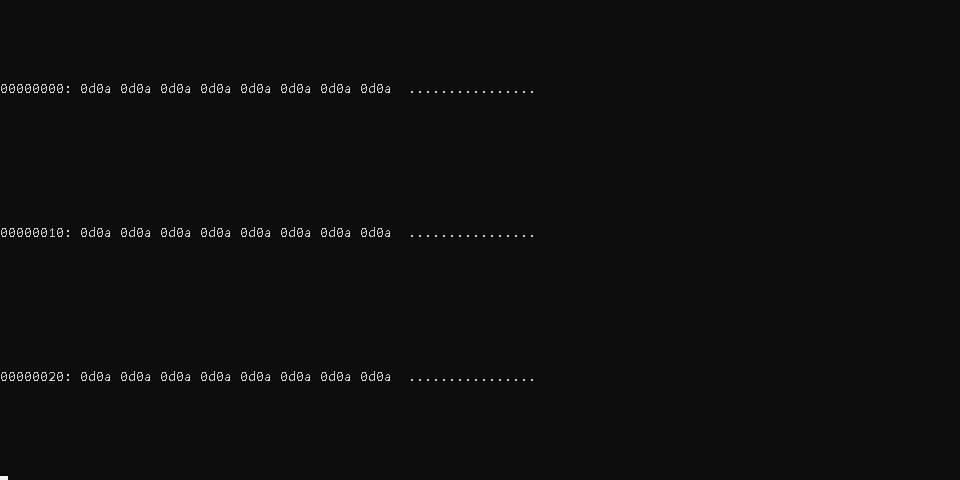 00000000: 0d0a 0d0a 0d0a 0d0a 0d0a 0d0a 0d0a 0d0a  ................
00000010: 0d0a 0d0a 0d0a 0d0a 0d0a 0d0a 0d0a 0d0a  ................
00000020: 0d0a 0d0a 0d0a 0d0a 0d0a 0d0a 0d0a 0d0a  ................